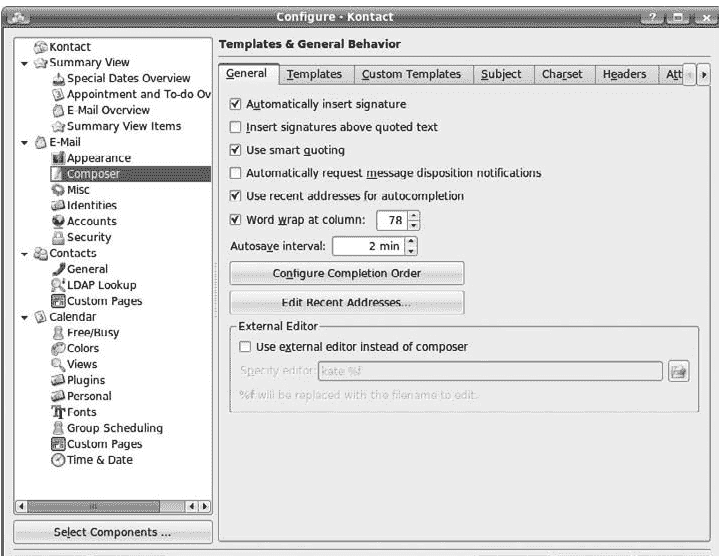 Configure - Kontact
Kontact
Summary View
Special Dates Overview
Appointment and To-do Ov
E-Mail Overview
Summary View Items
E-Mail
Appearance
Composer
Misc
Identities
Accounts
Security
Contacts
General
LDAP Lookup
Custom Pages
Calendar
Free/Busy
Colors
Views
Plugins
Personal
Fonts
Group Scheduling
Custom Pages
Time & Date
Select Components ...
Templates & General Behavior
General Templates Custom Templates Subject Charset Headers Att
Automatically insert signature
Insert signatures above quoted text
Use smart quoting
Automatically request message disposition notifications
Use recent addresses for autocompletion
Word wrap at column: 78
Autosave interval: 2 min
Configure Completion Order
Edit Recent Addresses...
External Editor
Use external editor instead of composer
Specify editor: kate %f
%f will be replaced with the filename to edit.